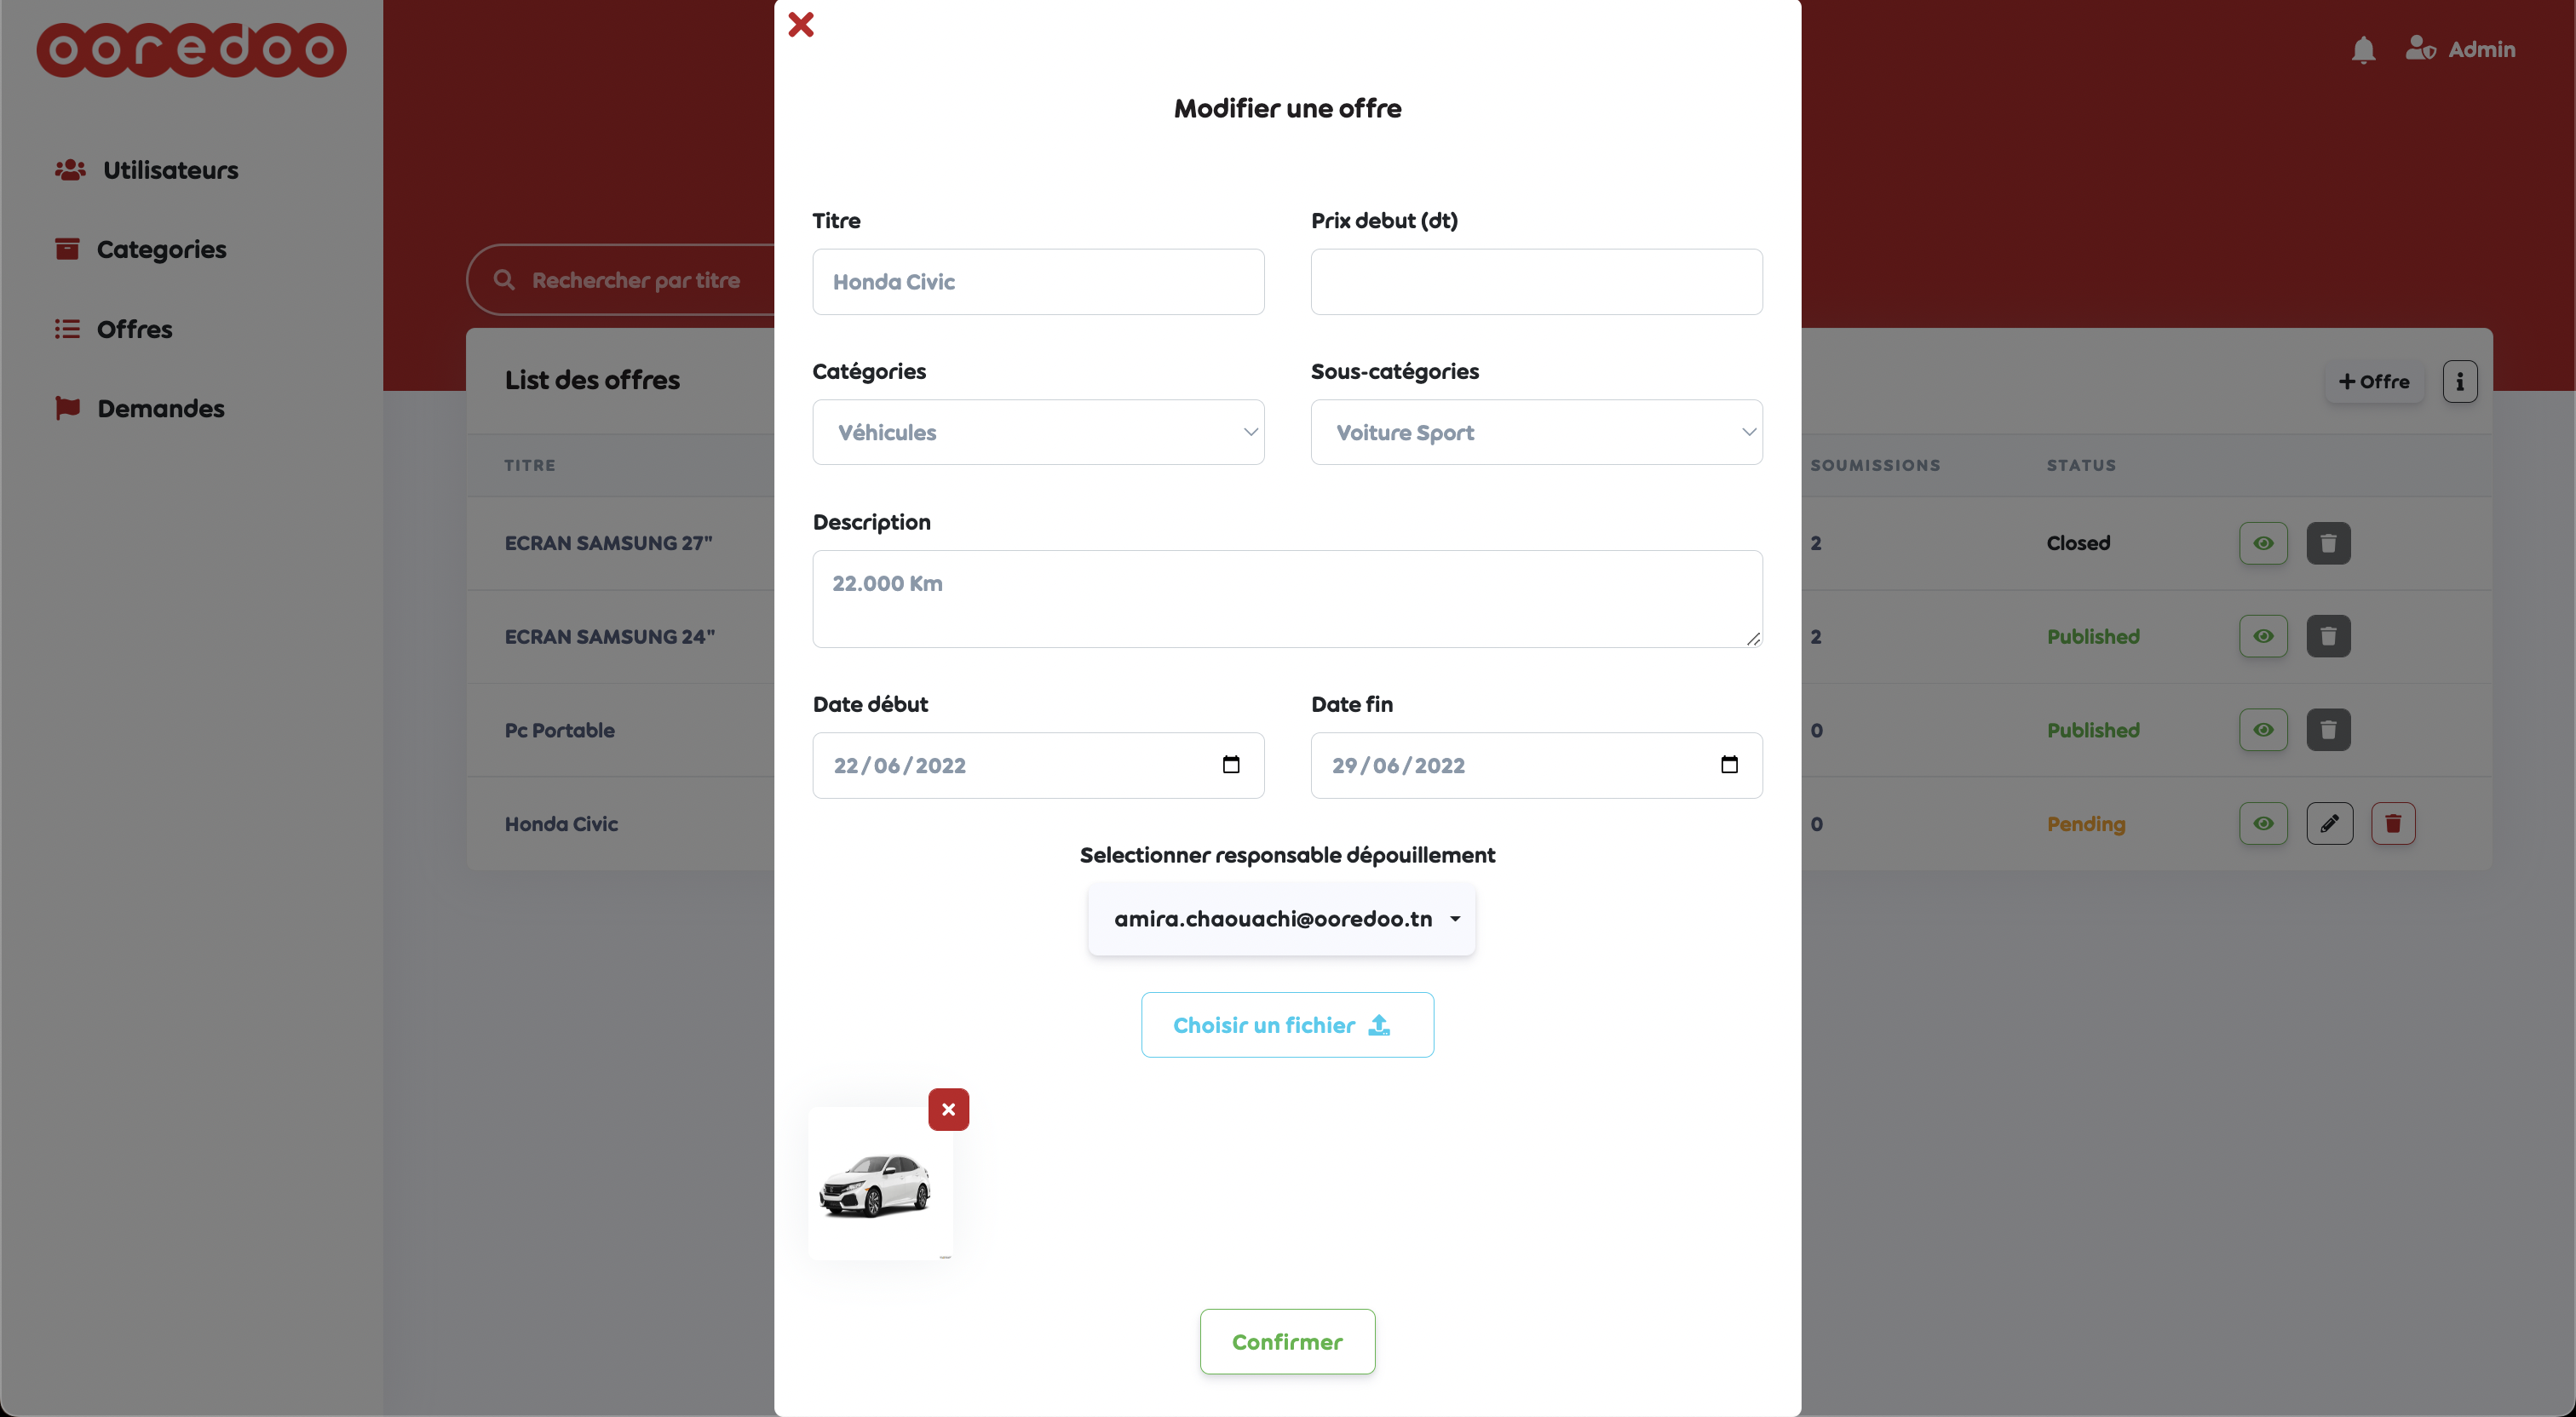 ooredoo
Admin
Utilisateurs
Categories
Offres
Demandes
Rechercher par titre
List des offres
+ Offre
i
TITRE
SOUMISSIONS
STATUS
ECRAN SAMSUNG 27"
2
Closed
ECRAN SAMSUNG 24"
2
Published
Pc Portable
0
Published
Honda Civic
0
Pending
Modifier une offre
Titre
Prix debut (dt)
Honda Civic
Catégories
Sous-catégories
Véhicules
Voiture Sport
Description
22.000 Km
Date début
Date fin
22/06/2022
29/06/2022
Selectionner responsable dépouillement
amira.chaouachi@ooredoo.tn
Choisir un fichier
Confirmer